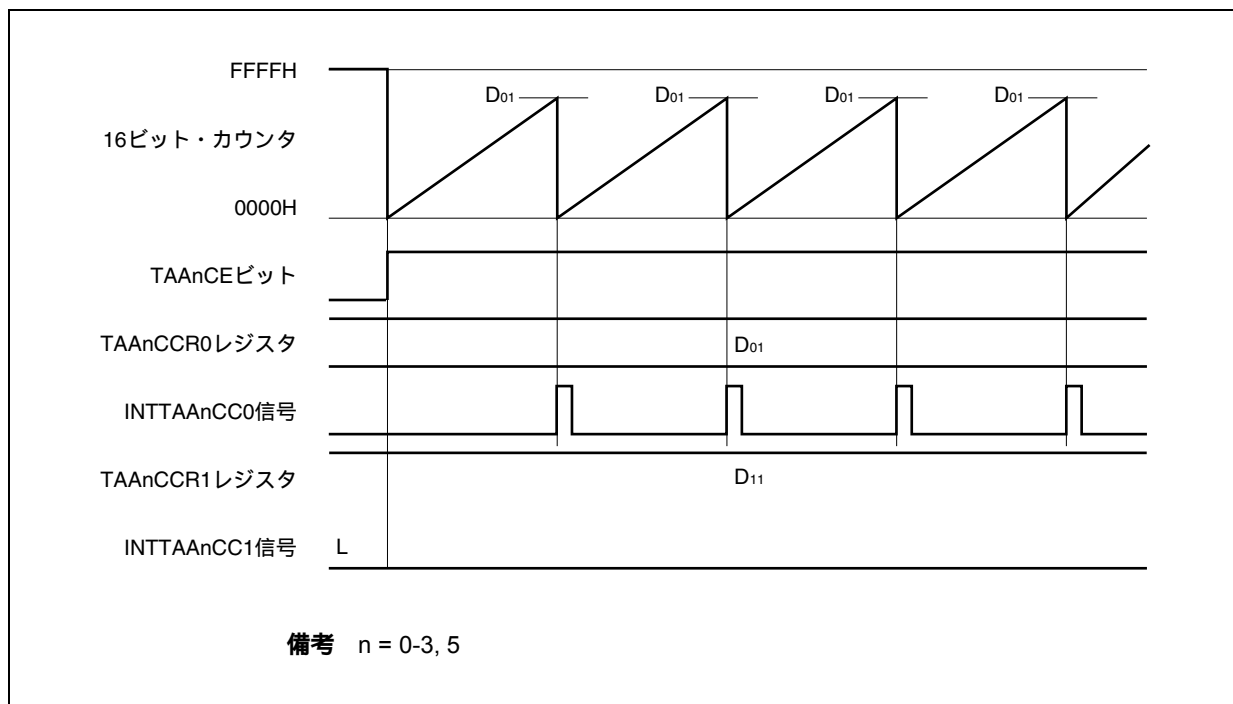 FFFFH
D01 D01 D01 D01
16ビット・カウンタ
0000H
TAAnCEビット
TAAnCCR0レジスタ D01
INTTAAnCC0信号
TAAnCCR1レジスタ D11
INTTAAnCC1信号 L
備考 n = 0-3, 5